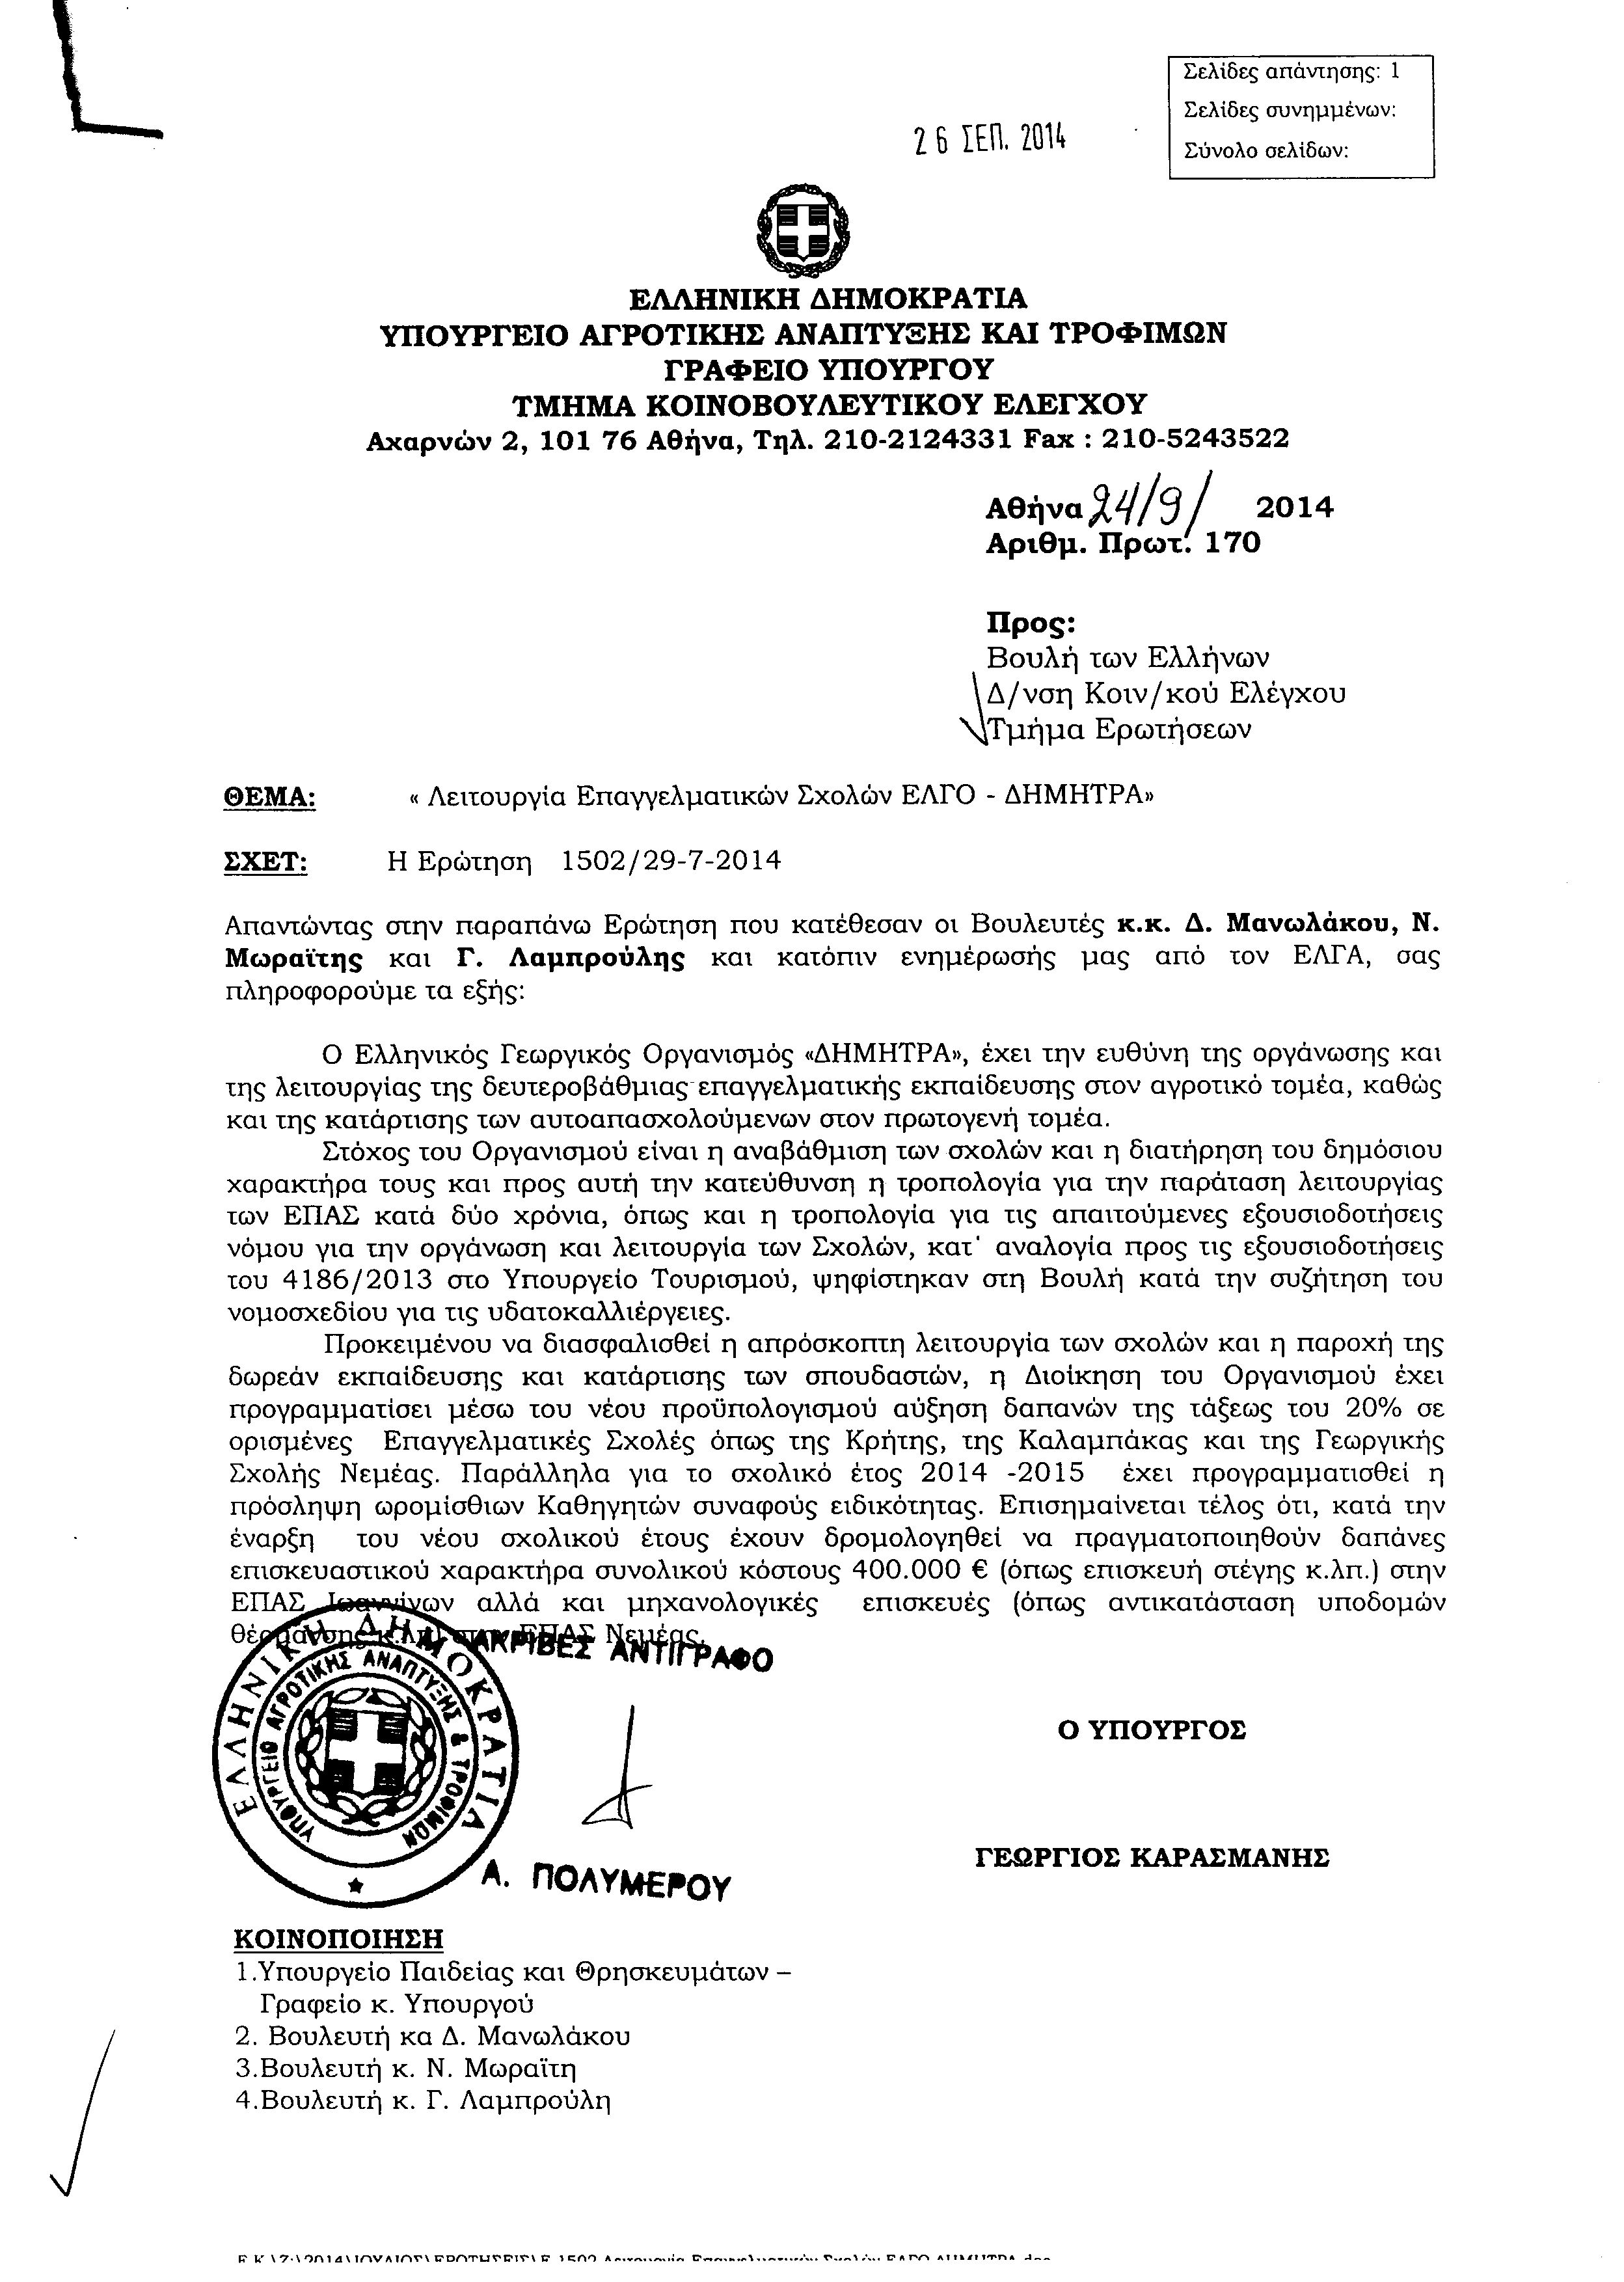 Σελίδες απάντησης: 1
Σελίδες συνημμένων:
Σύνολο σελίδων:
26 ΣΕΠ. 2014
ΕΛΛΗΝΙΚΗ ΔΗΜΟΚΡΑΤΙΑ
ΥΠΟΥΡΓΕΙΟ ΑΓΡΟΤΙΚΗΣ ΑΝΑΠΤΥΞΗΣ ΚΑΙ ΤΡΟΦΙΜΩΝ
ΓΡΑΦΕΙΟ ΥΠΟΥΡΓΟΥ
ΤΜΗΜΑ ΚΟΙΝΟΒΟΥΛΕΥΤΙΚΟΥ ΕΛΕΓΧΟΥ
Αχαρνών 2, 101 76 Αθήνα, Τηλ. 210-2124331 Fax : 210-5243522
Αθήνα 24/9/ 2014
Αριθμ. Πρωτ. 170
Προς:
Βουλή των Ελλήνων
Δ/νση Κοιν/κού Ελέγχου
Τμήμα Ερωτήσεων
ΘΕΜΑ: « Λειτουργία Επαγγελματικών Σχολών ΕΛΓΟ - ΔΗΜΗΤΡΑ»
ΣΧΕΤ: Η Ερώτηση 1502/29-7-2014
Απαντώντας στην παραπάνω Ερώτηση που κατέθεσαν οι Βουλευτές κ.κ. Δ. Μανωλάκου, Ν.
Μωραϊτης και Γ. Λαμπρούλης και κατόπιν ενημέρωσής μας από τον ΕΛΓΑ, σας
πληροφορούμε τα εξής:
Ο Ελληνικός Γεωργικός Οργανισμός «ΔΗΜΗΤΡΑ», έχει την ευθύνη της οργάνωσης και
της λειτουργίας της δευτεροβάθμιας επαγγελματικής εκπαίδευσης στον αγροτικό τομέα, καθώς
και της κατάρτισης των αυτοαπασχολούμενων στον πρωτογενή τομέα.
Στόχος του Οργανισμού είναι η αναβάθμιση των σχολών και η διατήρηση του δημόσιου
χαρακτήρα τους και προς αυτή την κατεύθυνση η τροπολογία για την παράταση λειτουργίας
των ΕΠΑΣ κατά δύο χρόνια, όπως και η τροπολογία για τις απαιτούμενες εξουσιοδοτήσεις
νόμου για την οργάνωση και λειτουργία των Σχολών, κατ' αναλογία προς τις εξουσιοδοτήσεις
του 4186/2013 στο Υπουργείο Τουρισμού, ψηφίστηκαν στη Βουλή κατά την συζήτηση του
νομοσχεδίου για τις υδατοκαλλιέργειες.
Προκειμένου να διασφαλισθεί η απρόσκοπτη λειτουργία των σχολών και η παροχή της
δωρεάν εκπαίδευσης και κατάρτισης των σπουδαστών, η Διοίκηση του Οργανισμού έχει
προγραμματίσει μέσω του νέου προϋπολογισμού αύξηση δαπανών της τάξεως του 20% σε
ορισμένες Επαγγελματικές Σχολές όπως της Κρήτης, της Καλαμπάκας και της Γεωργικής
Σχολής Νεμέας. Παράλληλα για το σχολικό έτος 2014 -2015 έχει προγραμματισθεί η
πρόσληψη ωρομίσθιων Καθηγητών συναφούς ειδικότητας. Επισημαίνεται τέλος ότι, κατά την
έναρξη του νέου σχολικού έτους έχουν δρομολογηθεί να πραγματοποιηθούν δαπάνες
επισκευαστικού χαρακτήρα συνολικού κόστους 400.000 € (όπως επισκευή στέγης κ.λπ.) στην
ΕΠΑΣ Ιωαννίνων αλλά και μηχανολογικές επισκευές (όπως αντικατάσταση υποδομών
θέρμανσης κ.λπ) στην ΕΠΑΣ Νεμέας.
ΑΚΡΙΒΕΣ ΑΝΤΙΓΡΑΦΟ
ΕΛΛΗΝΙΚΗ ΔΗΜΟΚΡΑΤΙΑ
ΥΠΟΥΡΓΕΙΟ ΑΓΡΟΤΙΚΗΣ ΑΝΑΠΤΥΞΗΣ & ΤΡΟΦΙΜΩΝ
Ο ΥΠΟΥΡΓΟΣ
ΓΕΩΡΓΙΟΣ ΚΑΡΑΣΜΑΝΗΣ
Α. ΠΟΛΥΜΕΡΟΥ
ΚΟΙΝΟΠΟΙΗΣΗ
1.Υπουργείο Παιδείας και Θρησκευμάτων –
Γραφείο κ. Υπουργού
2. Βουλευτή κα Δ. Μανωλάκου
3.Βουλευτή κ. Ν. Μωραϊτη
4.Βουλευτή κ. Γ. Λαμπρούλη